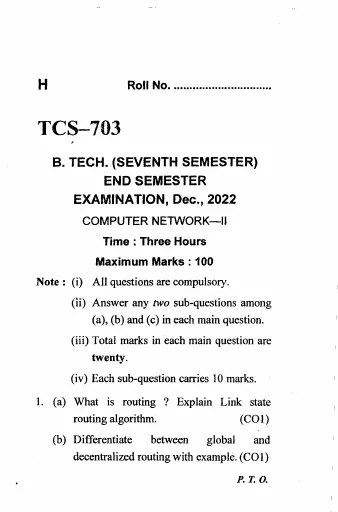 H Roll No. ..............................
TCS–703
B. TECH. (SEVENTH SEMESTER)
END SEMESTER
EXAMINATION, Dec., 2022
COMPUTER NETWORK—II
Time : Three Hours
Maximum Marks : 100
Note : (i) All questions are compulsory.
(ii) Answer any two sub-questions among
(a), (b) and (c) in each main question.
(iii) Total marks in each main question are
twenty.
(iv) Each sub-question carries 10 marks.
1. (a) What is routing ? Explain Link state
routing algorithm. (CO1)
(b) Differentiate between global and
decentralized routing with example. (CO1)
P. T. O.